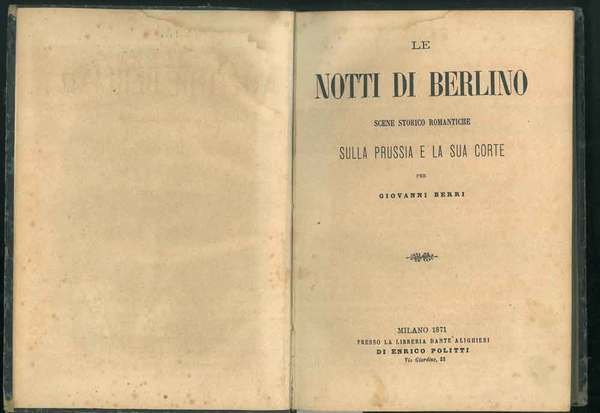 LE
NOTTI DI BERLINO
SCENE STORICO ROMANTICHE
SULLA PRUSSIA E LA SUA CORTE
PER
GIOVANNI BERRI
MILANO 1871
PRESSO LA LIBRERIA DANTE ALIGHIERI
DI ENRICO POLITTI
Via Giardino,